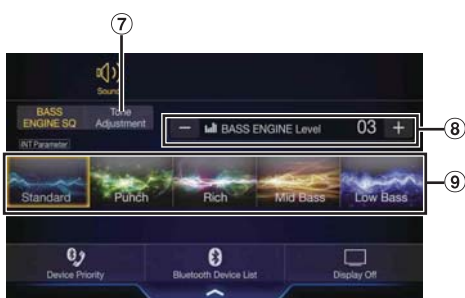 ⑦
Sound
BASS ENGINE SQ
Tone Adjustment
INT Parameter
− BASS ENGINE Level 03 +
⑧
Standard Punch Rich Mid Bass Low Bass
⑨
Device Priority Bluetooth Device List Display Off